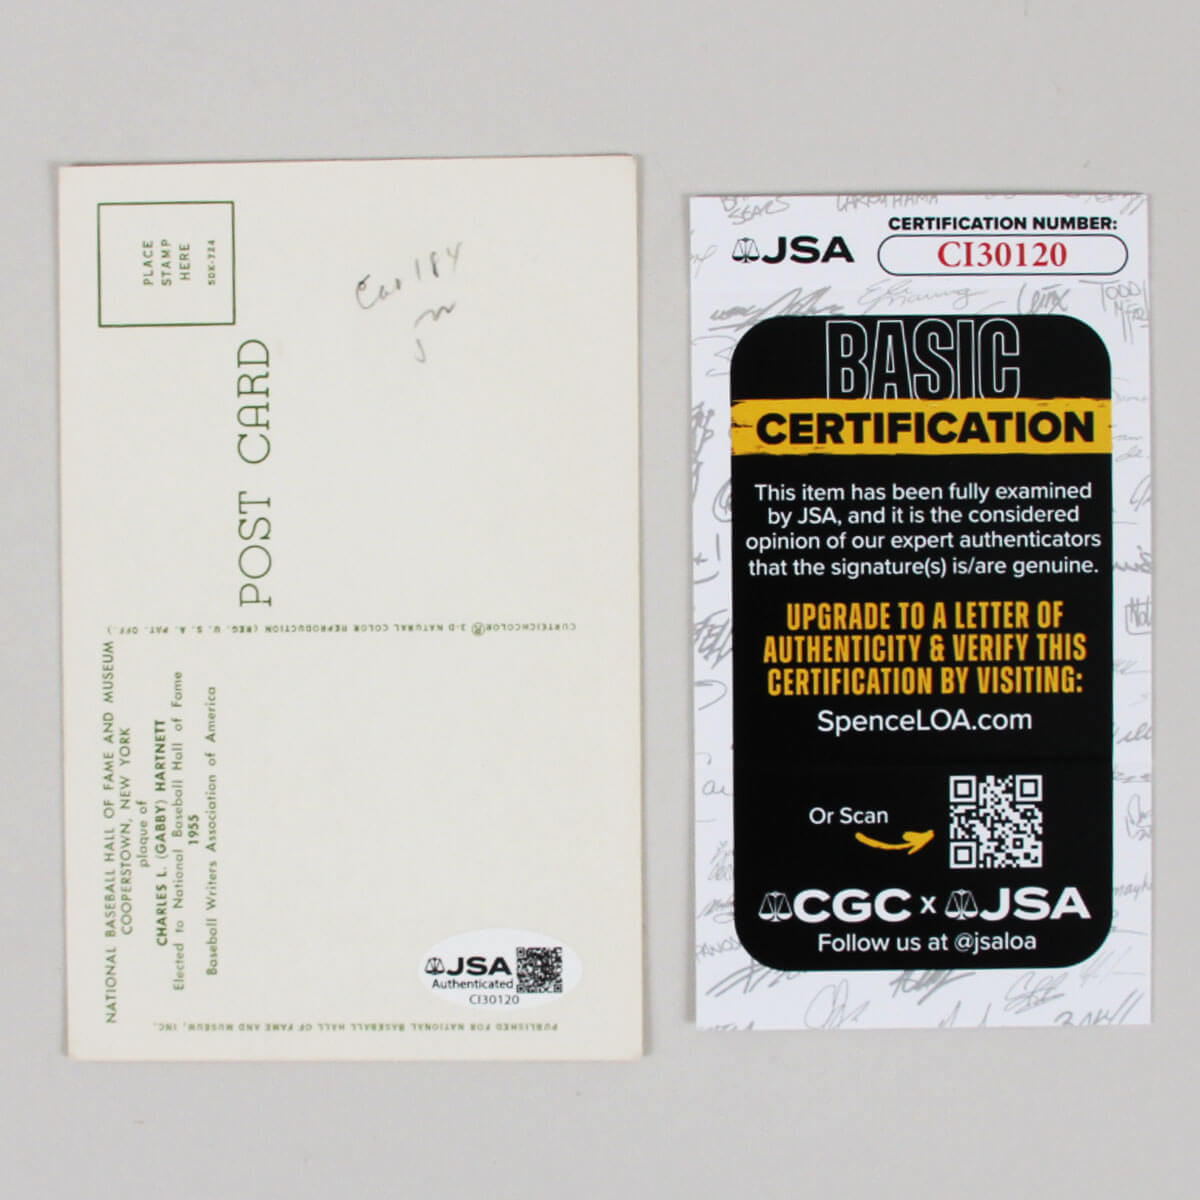 PLACE
STAMP
HERE
5DK-724
POST CARD
CURTEICHCOLOR® 3-D NATURAL COLOR REPRODUCTION (REG. U. S. A. PAT. OFF.)
NATIONAL BASEBALL HALL OF FAME AND MUSEUM
COOPERSTOWN, NEW YORK
plaque of
CHARLES L. (GABBY) HARTNETT
Elected to National Baseball Hall of Fame
1955
Baseball Writers Association of America
PUBLISHED FOR NATIONAL BASEBALL HALL OF FAME AND MUSEUM, INC.
JSA
Authenticated
CI30120
JSA
CERTIFICATION NUMBER:
CI30120
BASIC
CERTIFICATION
This item has been fully examined
by JSA, and it is the considered
opinion of our expert authenticators
that the signature(s) is/are genuine.
UPGRADE TO A LETTER OF
AUTHENTICITY & VERIFY THIS
CERTIFICATION BY VISITING:
SpenceLOA.com
Or Scan
CGC x JSA
Follow us at @jsaloa